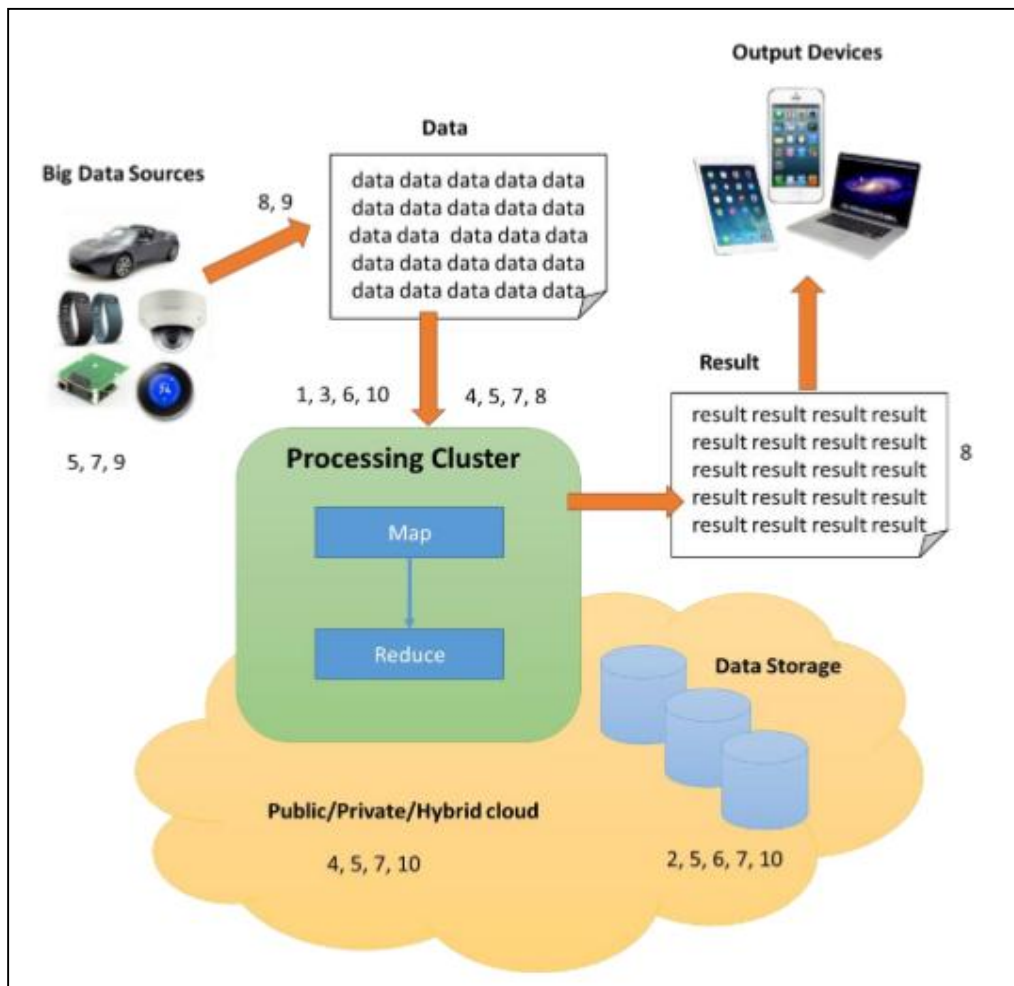 Output Devices
Data
Big Data Sources
data data data data data
data data data data data
data data data data data
data data data data data
data data data data data
8, 9
Result
1, 3, 6, 10
4, 5, 7, 8
result result result result
result result result result
result result result result
result result result result
result result result result
8
5, 7, 9
Processing Cluster
Map
Reduce
Data Storage
Public/Private/Hybrid cloud
4, 5, 7, 10
2, 5, 6, 7, 10